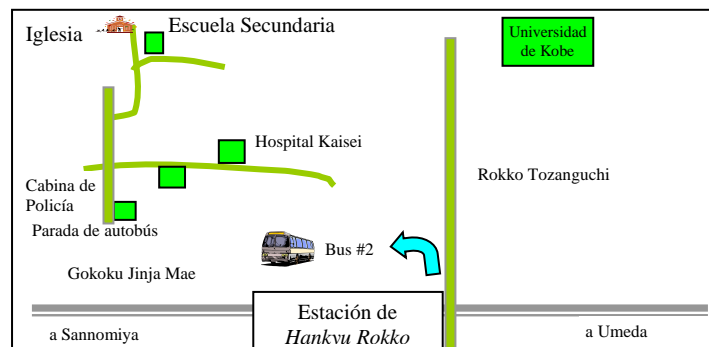 Iglesia
Escuela Secundaria
Universidad
de Kobe
Hospital Kaisei
Rokko Tozanguchi
Cabina de
Policía
Parada de autobús
Bus #2
Gokoku Jinja Mae
Estación de
Hankyu Rokko
a Sannomiya
a Umeda